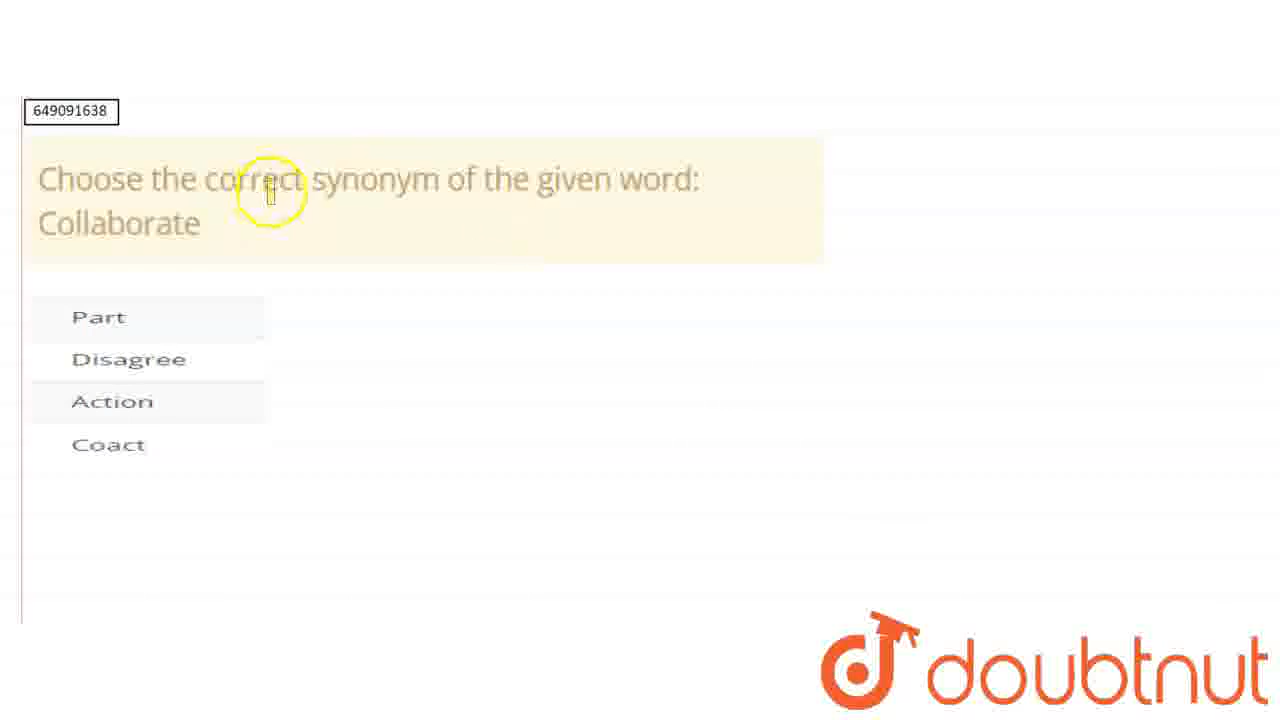 649091638
Choose the correct synonym of the given word:
Collaborate
Part
Disagree
Action
Coact
doubtnut